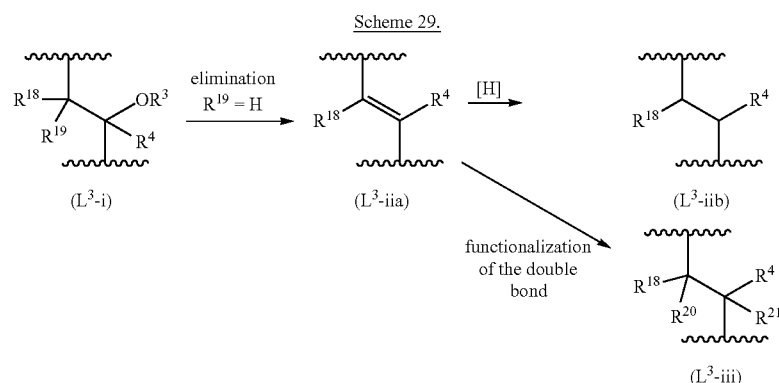 Scheme 29.
R18
R19
OR3
R4
(L3-i)
elimination
R19 = H
R18
R4
(L3-iia)
[H]
R18
R4
(L3-iib)
functionalization
of the double
bond
R18
R20
R4
R21
(L3-iii)